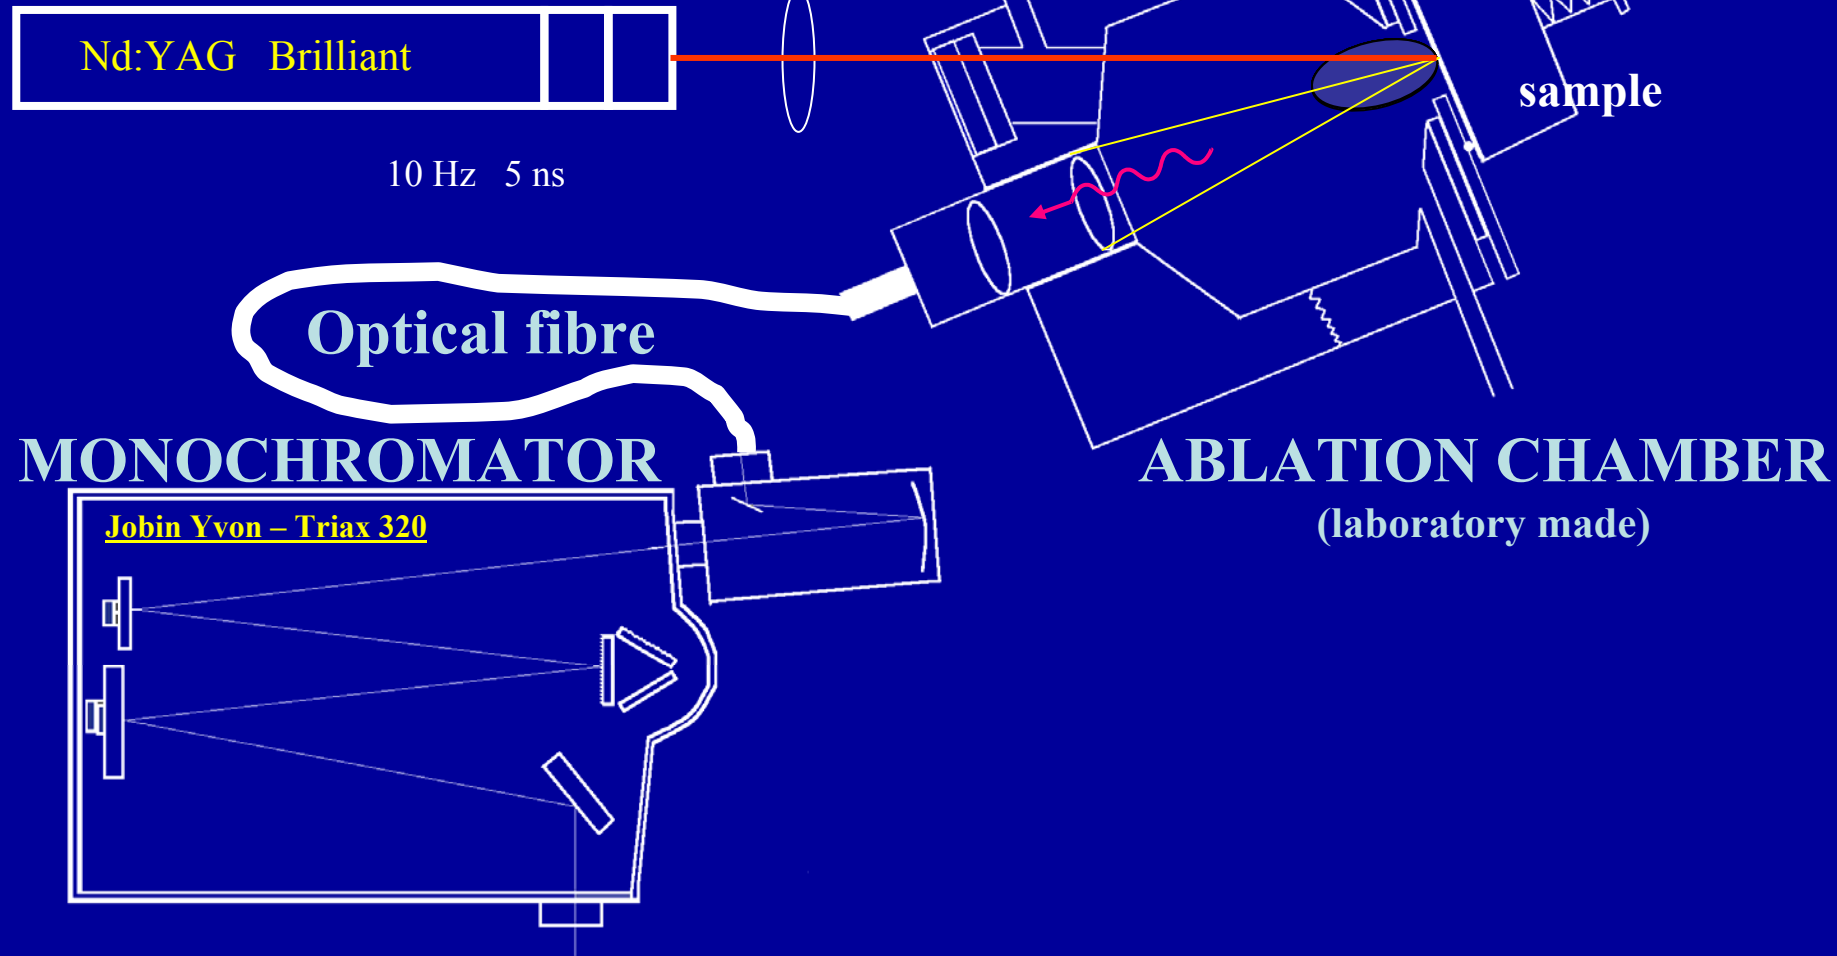 Nd:YAG Brilliant
sample
10 Hz 5 ns
Optical fibre
MONOCHROMATOR
ABLATION CHAMBER
Jobin Yvon – Triax 320
(laboratory made)